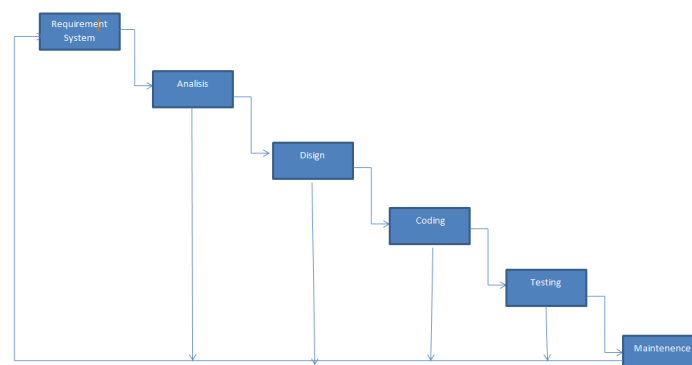 Requirement
System
Analisis
Disign
Coding
Testing
Maintenence